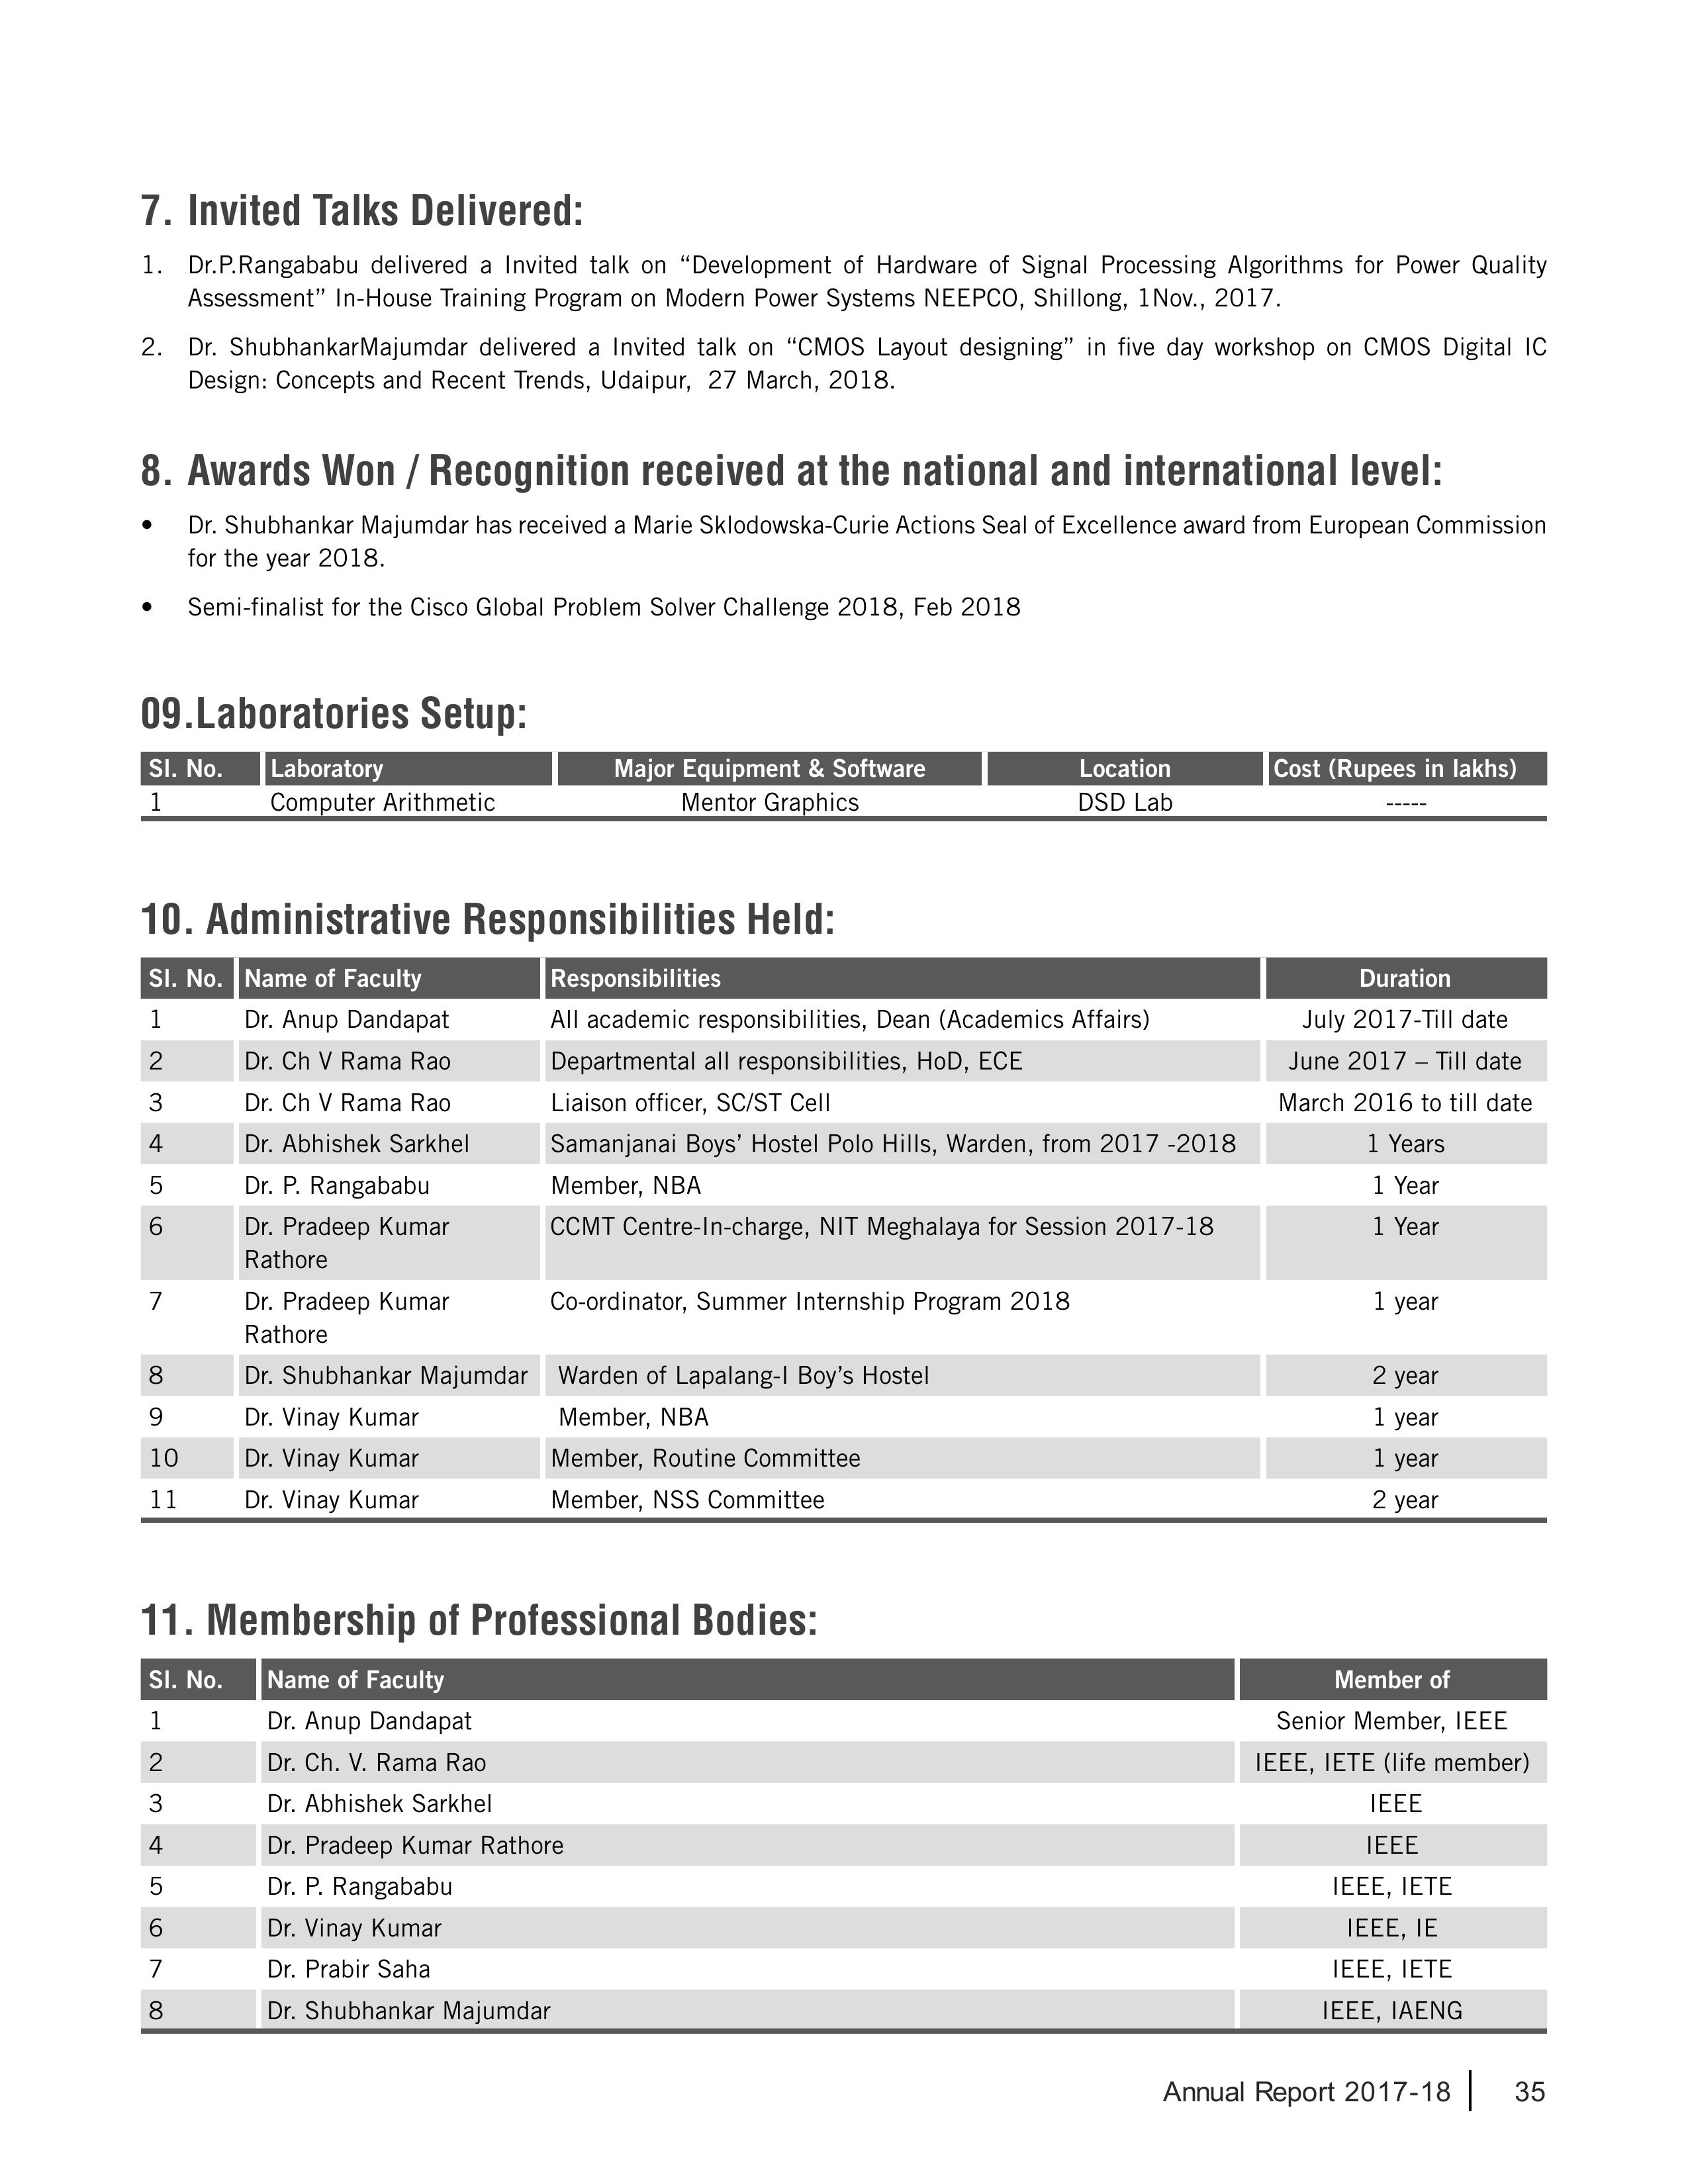 7. Invited Talks Delivered:
1. Dr.P.Rangababu delivered a Invited talk on “Development of Hardware of Signal Processing Algorithms for Power Quality
Assessment” In-House Training Program on Modern Power Systems NEEPCO, Shillong, 1Nov., 2017.
2. Dr. ShubhankarMajumdar delivered a Invited talk on “CMOS Layout designing” in five day workshop on CMOS Digital IC
Design: Concepts and Recent Trends, Udaipur, 27 March, 2018.
8. Awards Won / Recognition received at the national and international level:
• Dr. Shubhankar Majumdar has received a Marie Sklodowska-Curie Actions Seal of Excellence award from European Commission
for the year 2018.
• Semi-finalist for the Cisco Global Problem Solver Challenge 2018, Feb 2018
09.Laboratories Setup:
Sl. No. Laboratory Major Equipment & Software Location Cost (Rupees in lakhs)
1 Computer Arithmetic Mentor Graphics DSD Lab -----
10. Administrative Responsibilities Held:
Sl. No. Name of Faculty Responsibilities Duration
1 Dr. Anup Dandapat All academic responsibilities, Dean (Academics Affairs) July 2017-Till date
2 Dr. Ch V Rama Rao Departmental all responsibilities, HoD, ECE June 2017 – Till date
3 Dr. Ch V Rama Rao Liaison officer, SC/ST Cell March 2016 to till date
4 Dr. Abhishek Sarkhel Samanjanai Boys’ Hostel Polo Hills, Warden, from 2017 -2018 1 Years
5 Dr. P. Rangababu Member, NBA 1 Year
6 Dr. Pradeep Kumar CCMT Centre-In-charge, NIT Meghalaya for Session 2017-18 1 Year
Rathore
7 Dr. Pradeep Kumar Co-ordinator, Summer Internship Program 2018 1 year
Rathore
8 Dr. Shubhankar Majumdar Warden of Lapalang-I Boy’s Hostel 2 year
9 Dr. Vinay Kumar Member, NBA 1 year
10 Dr. Vinay Kumar Member, Routine Committee 1 year
11 Dr. Vinay Kumar Member, NSS Committee 2 year
11. Membership of Professional Bodies:
Sl. No. Name of Faculty Member of
1 Dr. Anup Dandapat Senior Member, IEEE
2 Dr. Ch. V. Rama Rao IEEE, IETE (life member)
3 Dr. Abhishek Sarkhel IEEE
4 Dr. Pradeep Kumar Rathore IEEE
5 Dr. P. Rangababu IEEE, IETE
6 Dr. Vinay Kumar IEEE, IE
7 Dr. Prabir Saha IEEE, IETE
8 Dr. Shubhankar Majumdar IEEE, IAENG
Annual Report 2017-18 35